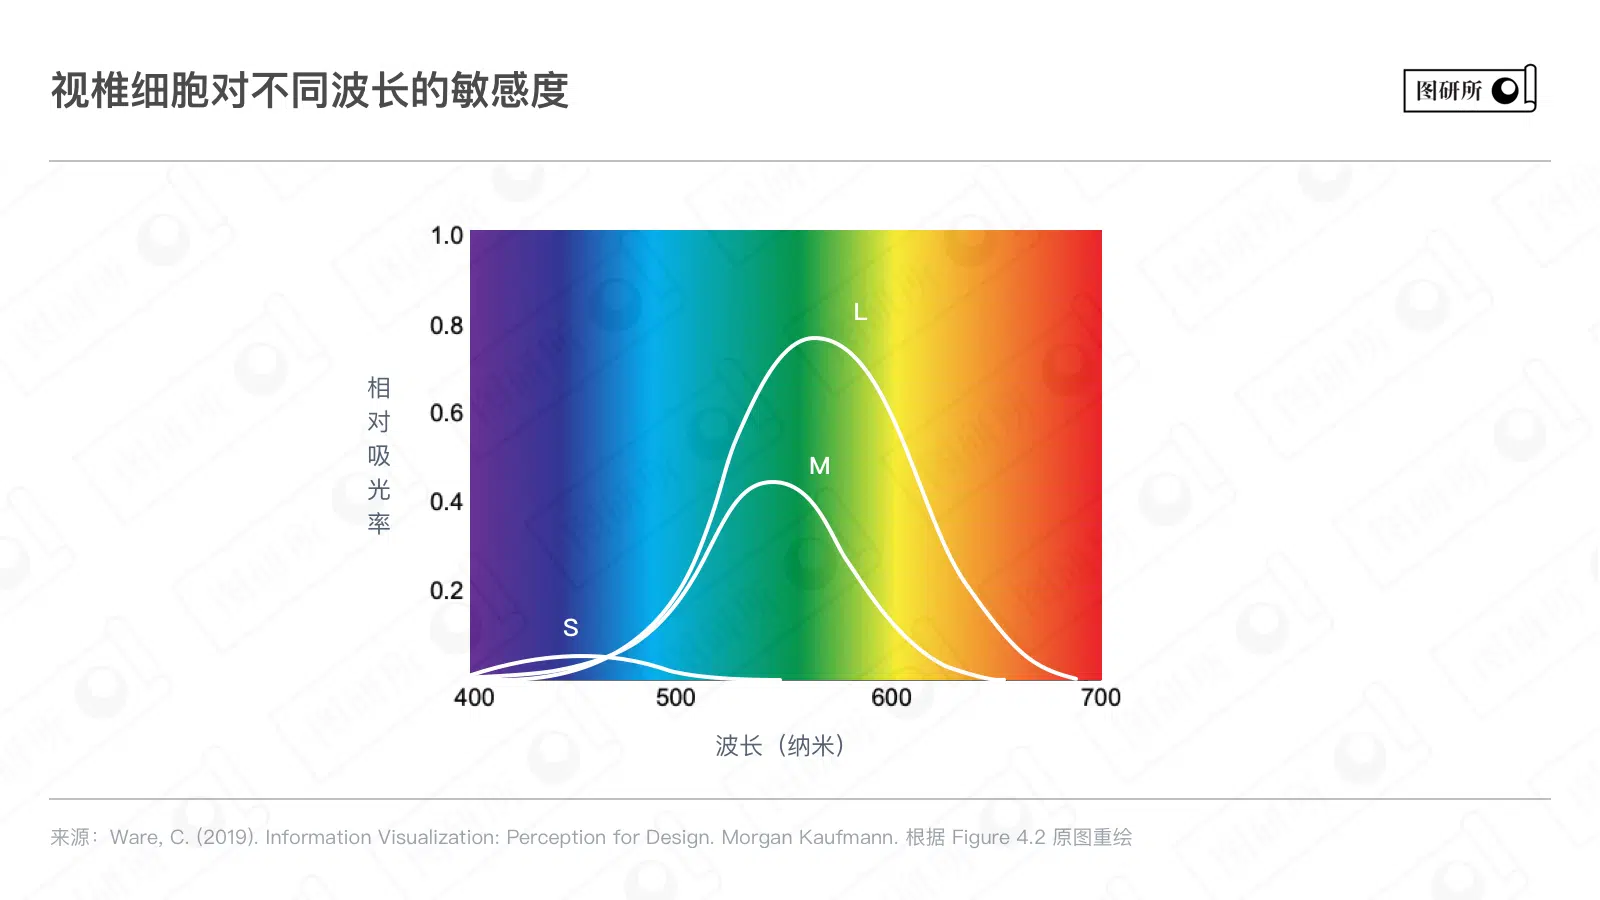 视椎细胞对不同波长的敏感度
图研所
1.0
0.8
0.6
0.4
0.2
相对吸光率
L
M
S
400 500 600 700
波长（纳米）
来源：Ware, C. (2019). Information Visualization: Perception for Design. Morgan Kaufmann. 根据 Figure 4.2 原图重绘